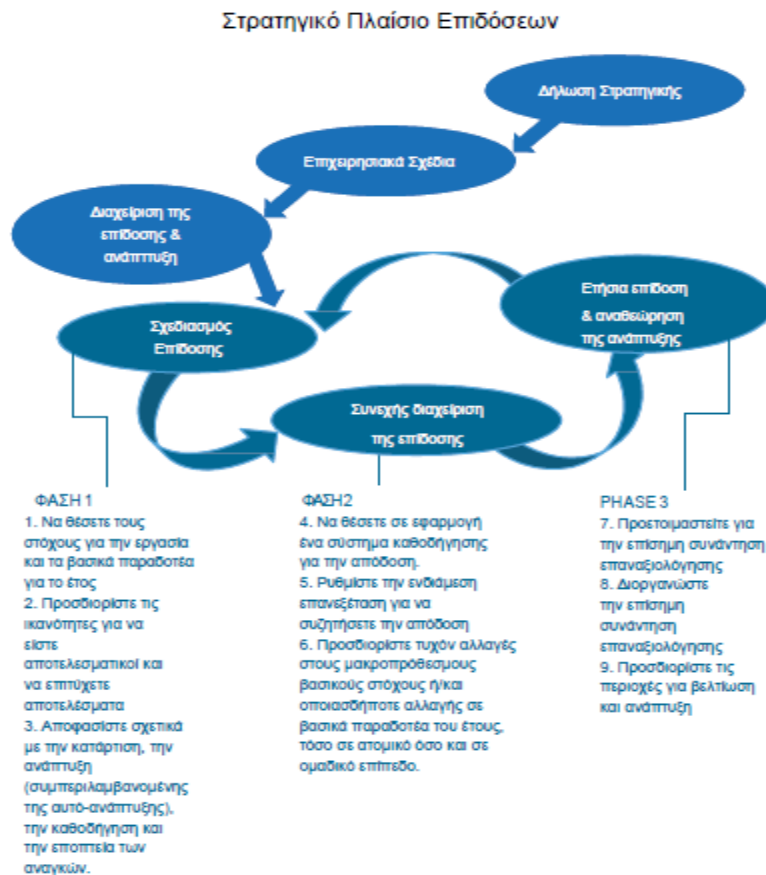 Στρατηγικό Πλαίσιο Επιδόσεων
Δήλωση Στρατηγικής
Επιχειρησιακά Σχέδια
Διαχείριση της
επίδοσης &
ανάπτυξη
Ετήσια επίδοση
& αναθεώρηση
της ανάπτυξης
Σχεδιασμός
Επίδοσης
Συνεχής διαχείριση
της επίδοσης
ΦΑΣΗ 1
1. Να θέσετε τους
στόχους για την εργασία
και τα βασικά παραδοτέα
για το έτος
2. Προσδιορίστε τις
ικανότητες για να
είστε
αποτελεσματικοί και
να επιτύχετε
αποτελέσματα
3. Αποφασίστε σχετικά
με την κατάρτιση, την
ανάπτυξη
(συμπεριλαμβανομένης
της αυτό-ανάπτυξης),
την καθοδήγηση και
την εποπτεία των
αναγκών.
ΦΑΣΗ 2
4. Να θέσετε σε εφαρμογή
ένα σύστημα καθοδήγησης
για την απόδοση.
5. Ρυθμίστε την ενδιάμεση
επανεξέταση για να
συζητήσετε την απόδοση
6. Προσδιορίστε τυχόν αλλαγές
στους μακροπρόθεσμους
βασικούς στόχους ή/και
οποιασδήποτε αλλαγής σε
βασικά παραδοτέα του έτους,
τόσο σε ατομικό όσο και σε
ομαδικό επίπεδο.
PHASE 3
7. Προετοιμαστείτε για
την επίσημη συνάντηση
επαναξιολόγησης
8. Διοργανώστε
την επίσημη
συνάντηση
επαναξιολόγησης
9. Προσδιορίστε τις
περιοχές για βελτίωση
και ανάπτυξη